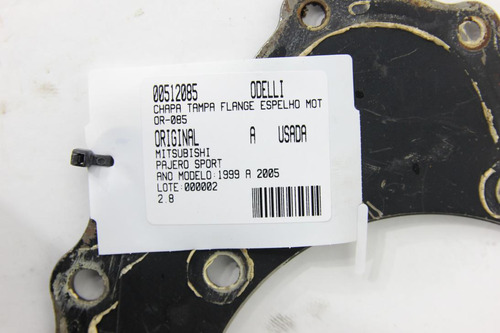 00512085 ODELLI
CHAPA TAMPA FLANGE ESPELHO MOT
OR-085
ORIGINAL A USADA
MITSUBISHI
PAJERO SPORT
ANO MODELO:1999 A 2005
LOTE:000002
2.8